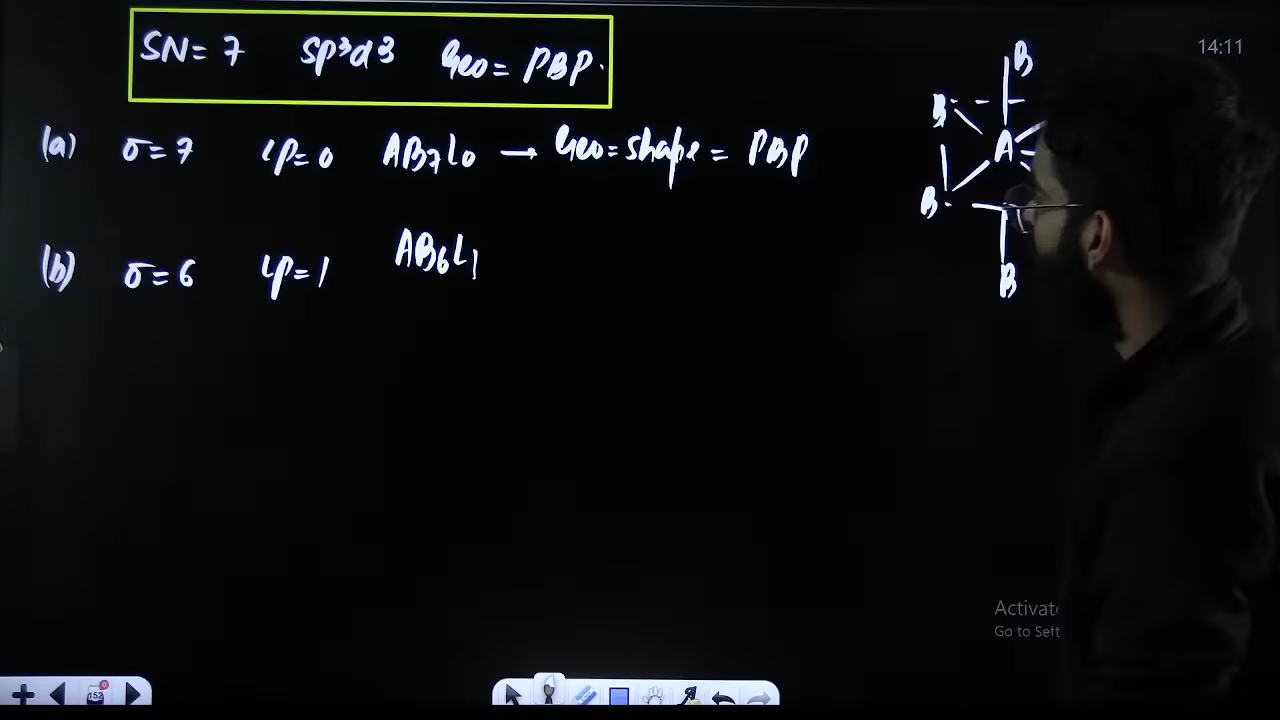 SN = 7 sp³d³ Geo = PBP.
14:11
(a) σ = 7 lp = 0 AB₇L₀ → Geo = shape = PBP
(b) σ = 6 lp = 1 AB₆L₁
B
B
A
B
B
Activate
Go to Sett
152